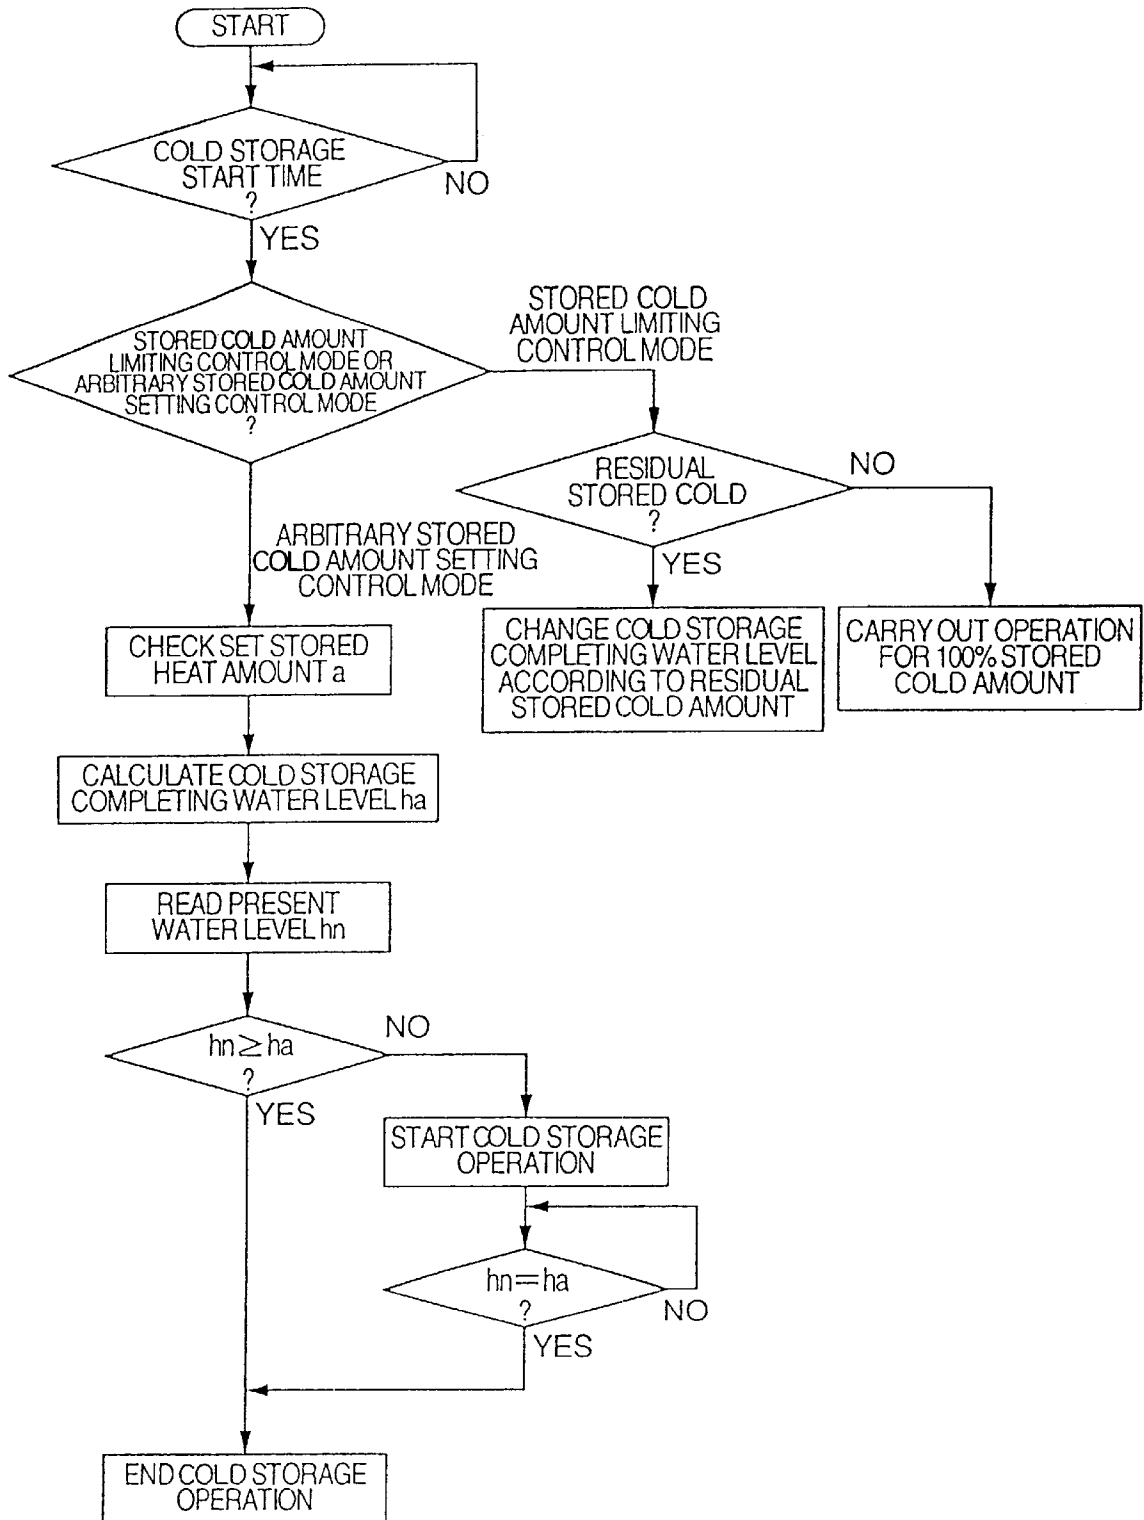 START
COLD STORAGE
START TIME
?
NO
YES
STORED COLD AMOUNT
LIMITING CONTROL MODE OR
ARBITRARY STORED COLD AMOUNT
SETTING CONTROL MODE
?
STORED COLD
AMOUNT LIMITING
CONTROL MODE
RESIDUAL
STORED COLD
?
NO
YES
ARBITRARY STORED
COLD AMOUNT SETTING
CONTROL MODE
CHANGE COLD STORAGE
COMPLETING WATER LEVEL
ACCORDING TO RESIDUAL
STORED COLD AMOUNT
CARRY OUT OPERATION
FOR 100% STORED
COLD AMOUNT
CHECK SET STORED
HEAT AMOUNT a
CALCULATE COLD STORAGE
COMPLETING WATER LEVEL ha
READ PRESENT
WATER LEVEL hn
hn≥ha
?
NO
YES
START COLD STORAGE
OPERATION
hn=ha
?
NO
YES
END COLD STORAGE
OPERATION